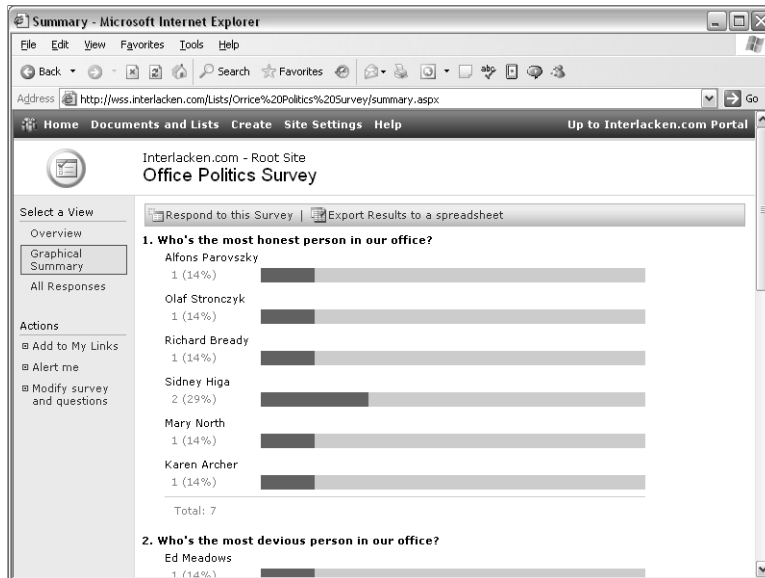 Summary - Microsoft Internet Explorer
File Edit View Favorites Tools Help
Back Search Favorites
Address http://wss.interlacken.com/Lists/Orrice%20Politics%20Survey/summary.aspx Go
Home Documents and Lists Create Site Settings Help Up to Interlacken.com Portal
Interlacken.com - Root Site
Office Politics Survey
Select a View
Overview
Graphical
Summary
All Responses
Actions
Add to My Links
Alert me
Modify survey
and questions
Respond to this Survey | Export Results to a spreadsheet
1. Who's the most honest person in our office?
Alfons Parovszky
1 (14%)
Olaf Stronczyk
1 (14%)
Richard Bready
1 (14%)
Sidney Higa
2 (29%)
Mary North
1 (14%)
Karen Archer
1 (14%)
Total: 7
2. Who's the most devious person in our office?
Ed Meadows
1 (14%)